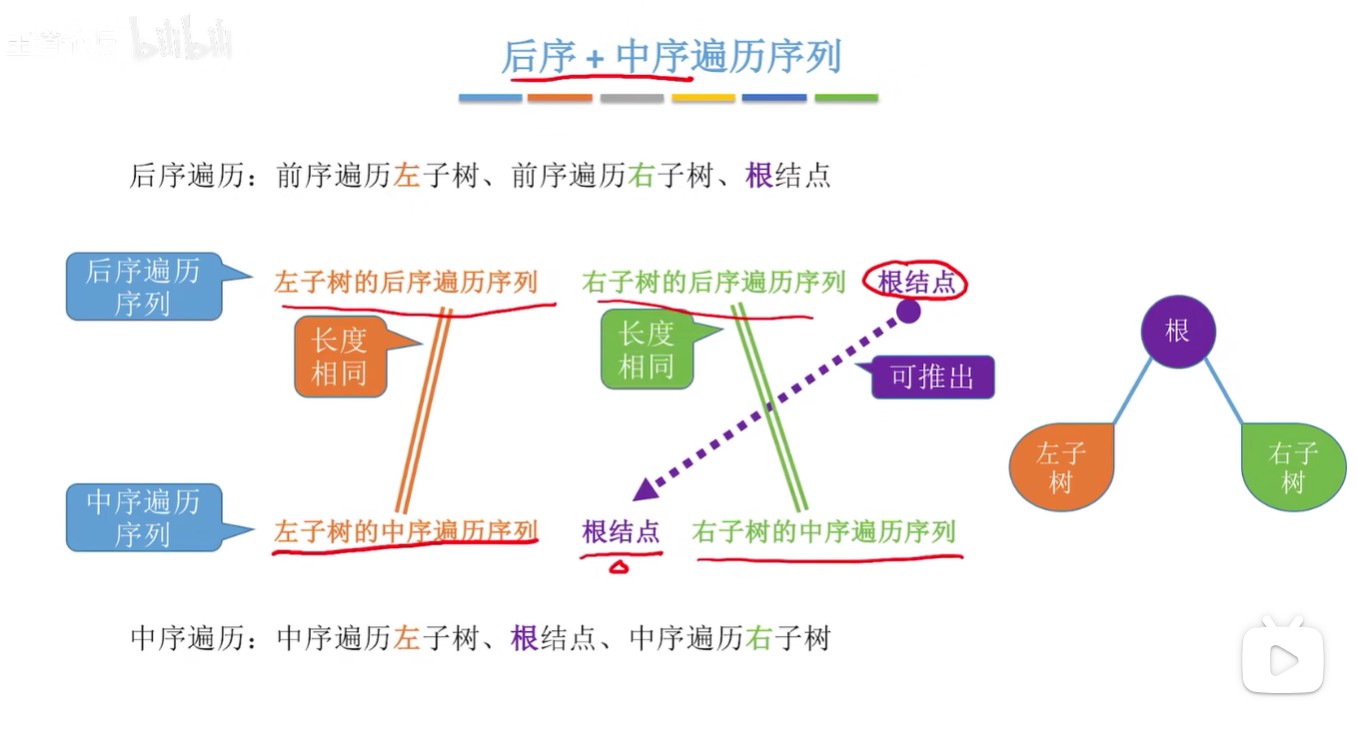 bilibili
后序 + 中序遍历序列
后序遍历：前序遍历左子树、前序遍历右子树、根结点
后序遍历
序列
左子树的后序遍历序列 右子树的后序遍历序列 根结点
长度
相同
长度
相同
可推出
根
左子
树
右子
树
中序遍历
序列
左子树的中序遍历序列 根结点 右子树的中序遍历序列
中序遍历：中序遍历左子树、根结点、中序遍历右子树